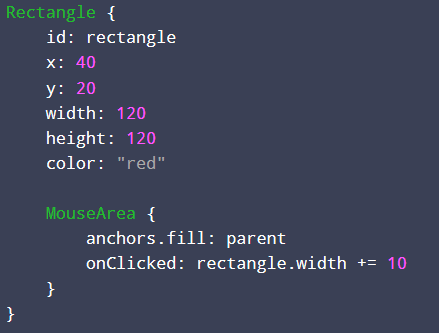 Rectangle {
    id: rectangle
    x: 40
    y: 20
    width: 120
    height: 120
    color: "red"

    MouseArea {
        anchors.fill: parent
        onClicked: rectangle.width += 10
    }
}